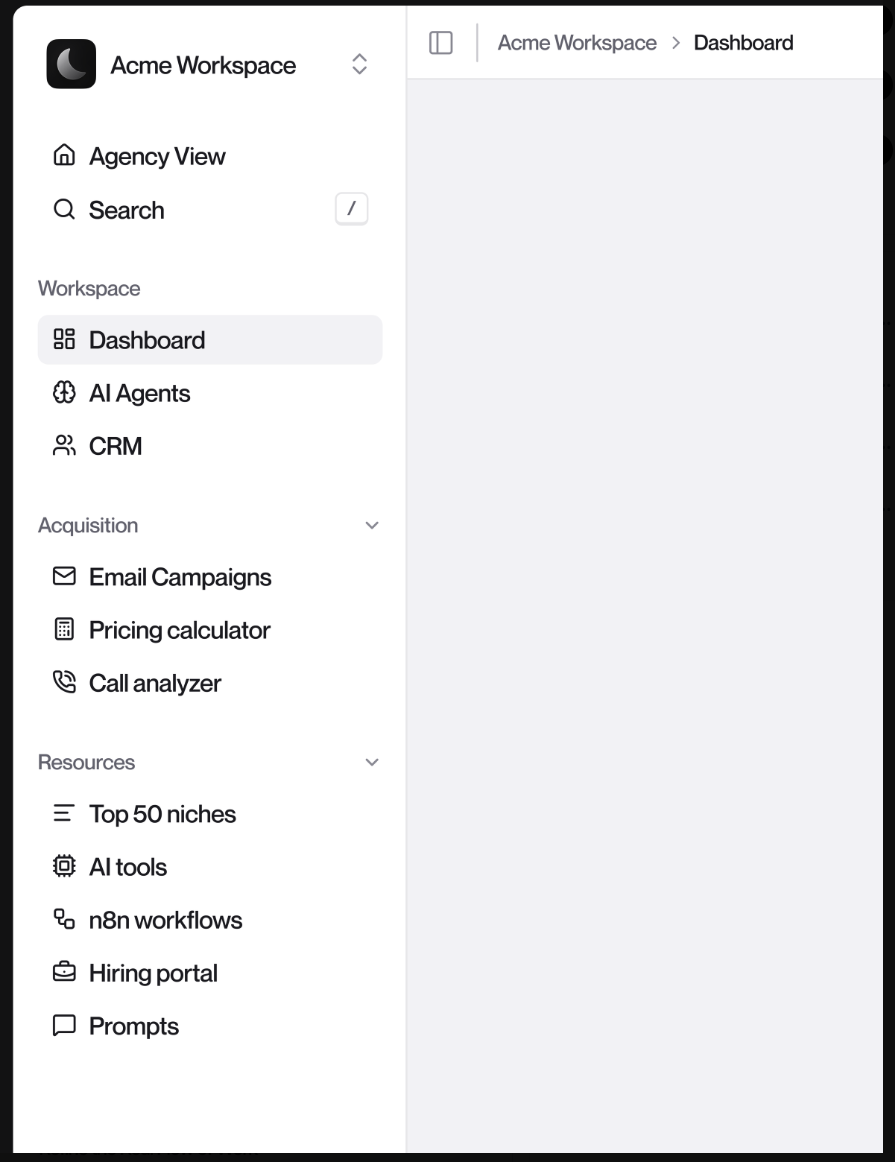 Acme Workspace
Acme Workspace > Dashboard
Agency View
Search /
Workspace
Dashboard
AI Agents
CRM
Acquisition
Email Campaigns
Pricing calculator
Call analyzer
Resources
Top 50 niches
AI tools
n8n workflows
Hiring portal
Prompts